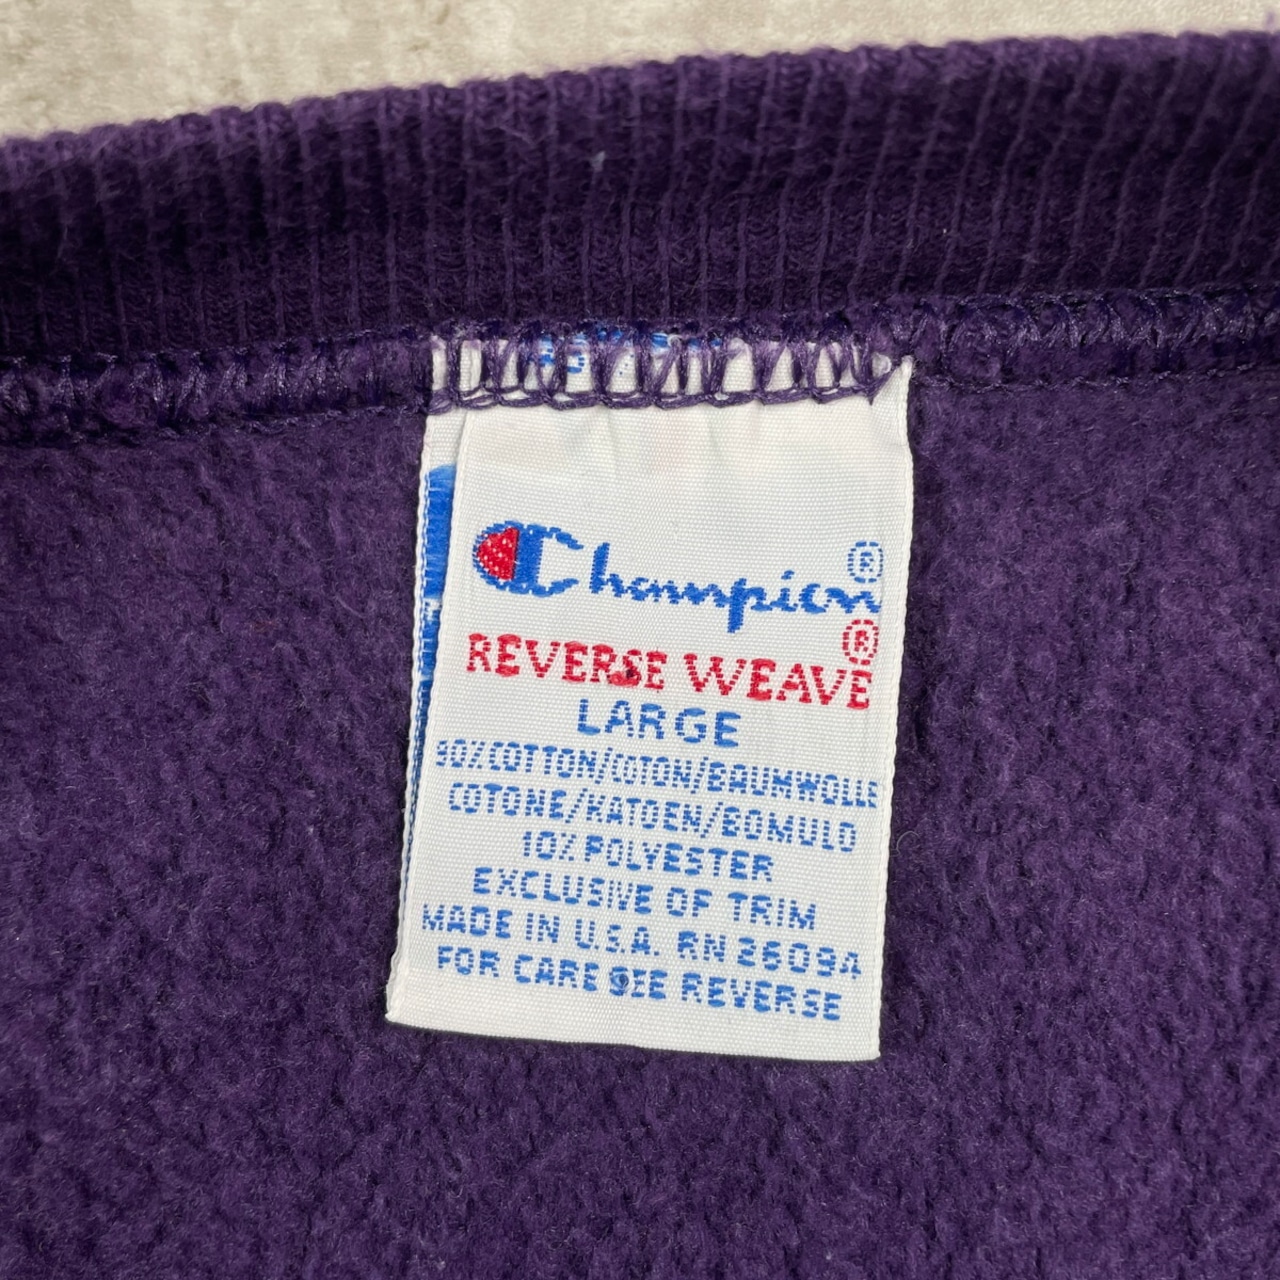 Champion®
REVERSE WEAVE®
LARGE
90% COTTON/COTON/BAUMWOLLE
COTONE/KATOEN/BOMULD
10% POLYESTER
EXCLUSIVE OF TRIM
MADE IN U.S.A. RN 26094
FOR CARE SEE REVERSE